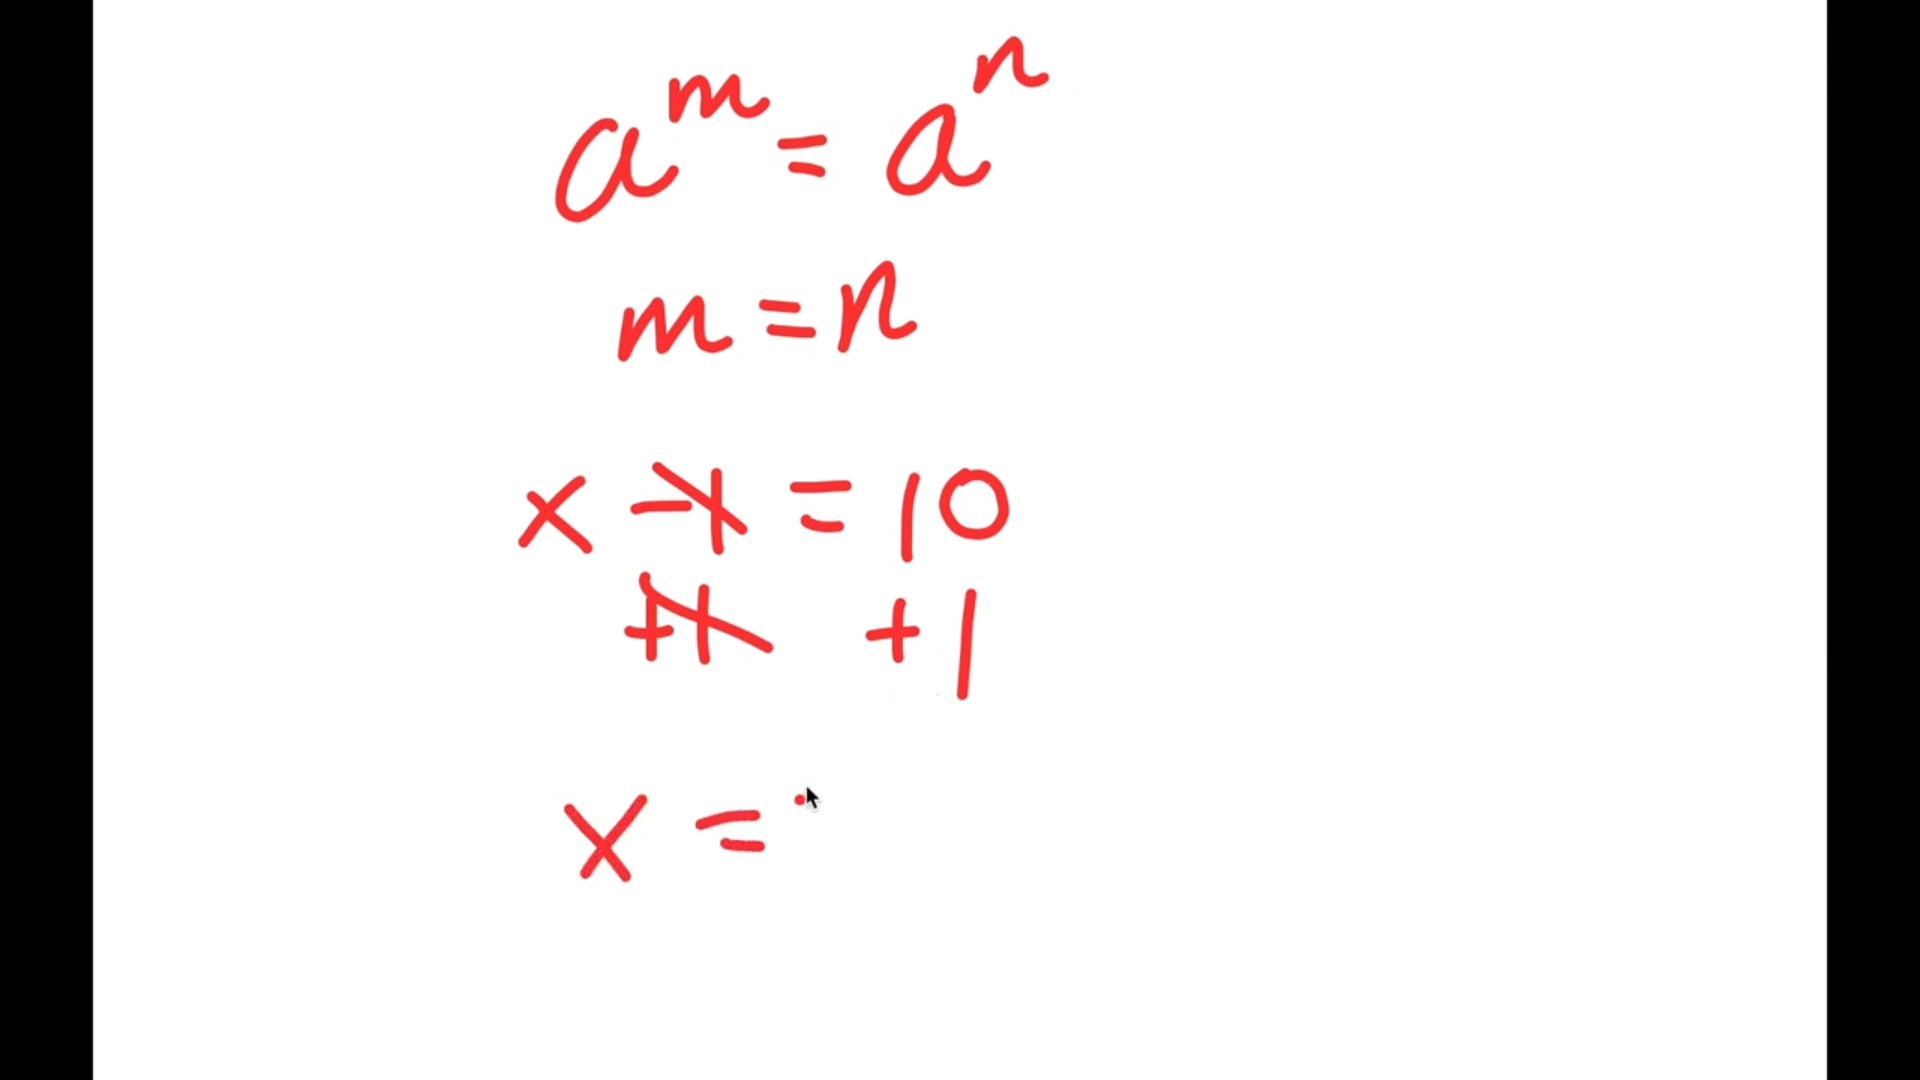 a^m = a^n
m = n
x - 1 = 10
+1 +1
x =